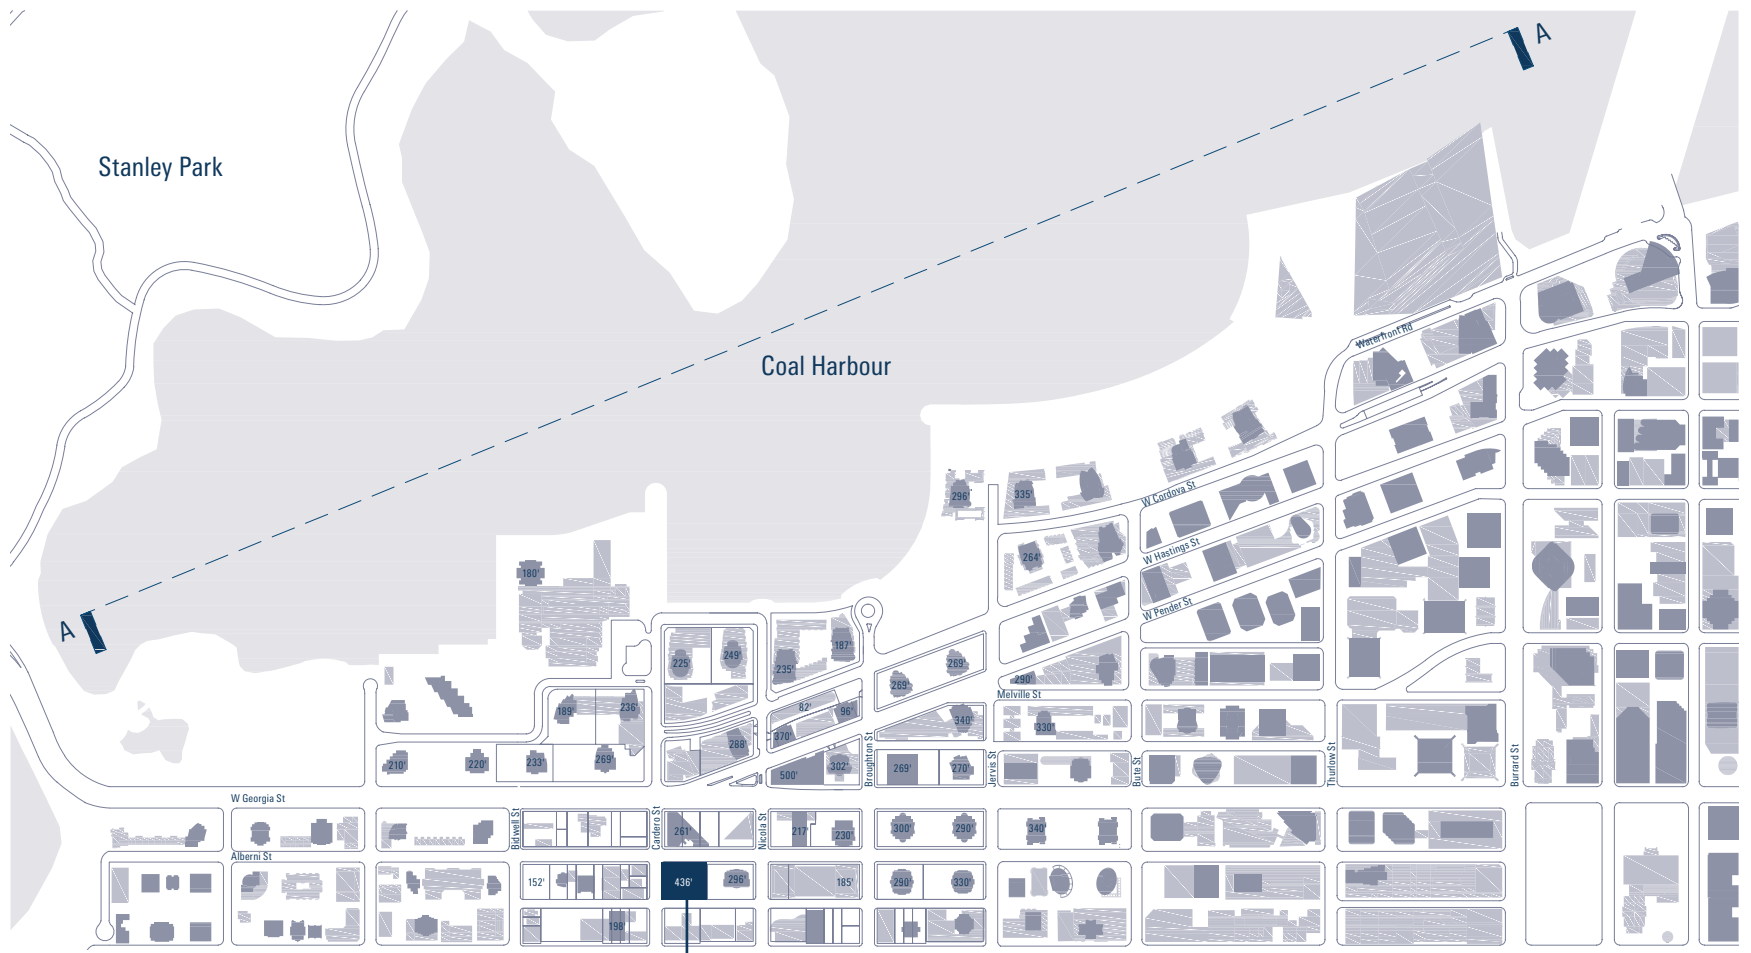 A
Stanley Park
Coal Harbour
Waterfront Rd
W Cordova St
296'
335'
264'
W Hastings St
180'
W Pender St
A
225'
249'
235'
187'
269'
269'
290'
Melville St
189'
236'
82'
96'
340'
330'
370'
288'
210'
220'
233'
269'
500'
302'
Broughton St
269'
270'
Jervis St
Bute St
Thurlow St
Burrard St
W Georgia St
Bidwell St
Cardero St
261'
Nicola St
217'
230'
300'
290'
340'
Alberni St
152'
436'
296'
185'
290'
330'
198'